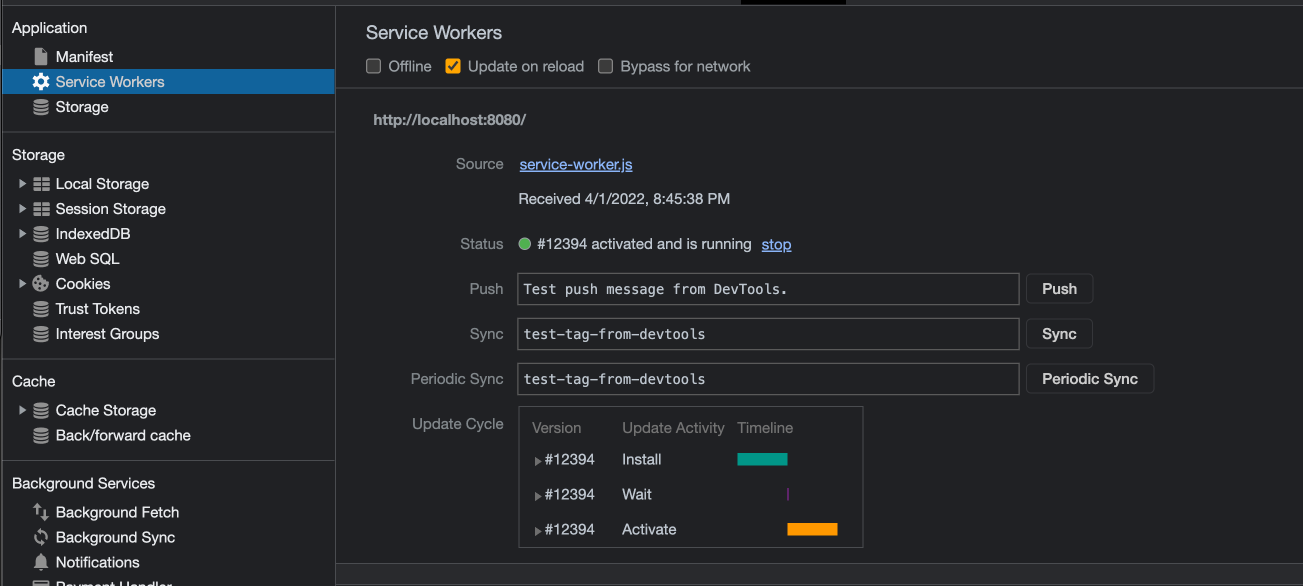 Application
Manifest
Service Workers
Storage
Storage
Local Storage
Session Storage
IndexedDB
Web SQL
Cookies
Trust Tokens
Interest Groups
Cache
Cache Storage
Back/forward cache
Background Services
Background Fetch
Background Sync
Notifications
Payment Handler
Service Workers
Offline Update on reload Bypass for network
http://localhost:8080/
Source service-worker.js
Received 4/1/2022, 8:45:38 PM
Status #12394 activated and is running stop
Push Test push message from DevTools. Push
Sync test-tag-from-devtools Sync
Periodic Sync test-tag-from-devtools Periodic Sync
Update Cycle Version Update Activity Timeline
#12394 Install
#12394 Wait
#12394 Activate